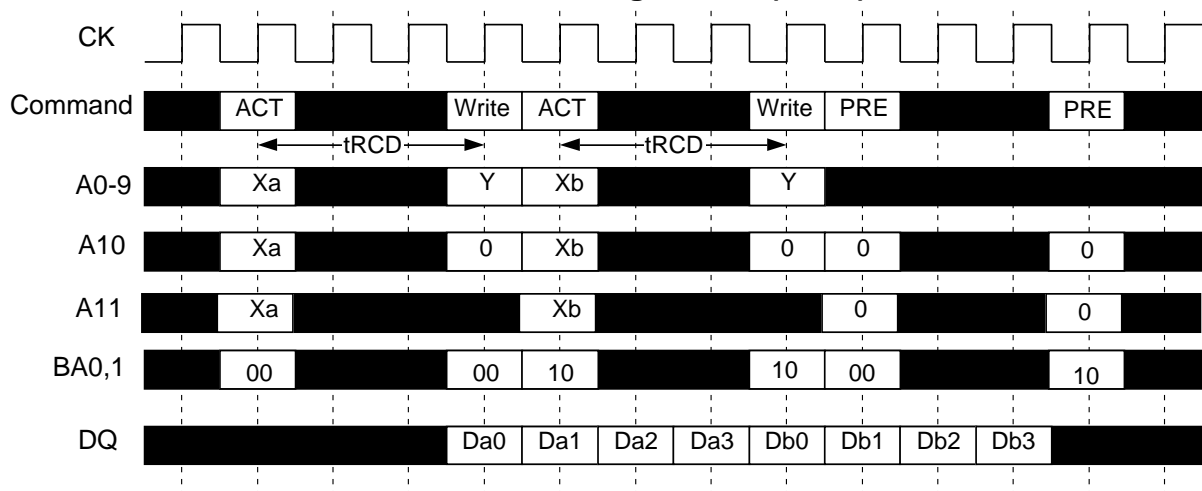 CK
Command ACT Write ACT Write PRE PRE
tRCD tRCD
A0-9 Xa Y Xb Y
A10 Xa 0 Xb 0 0 0
A11 Xa Xb 0 0
BA0,1 00 00 10 10 00 10
DQ Da0 Da1 Da2 Da3 Db0 Db1 Db2 Db3